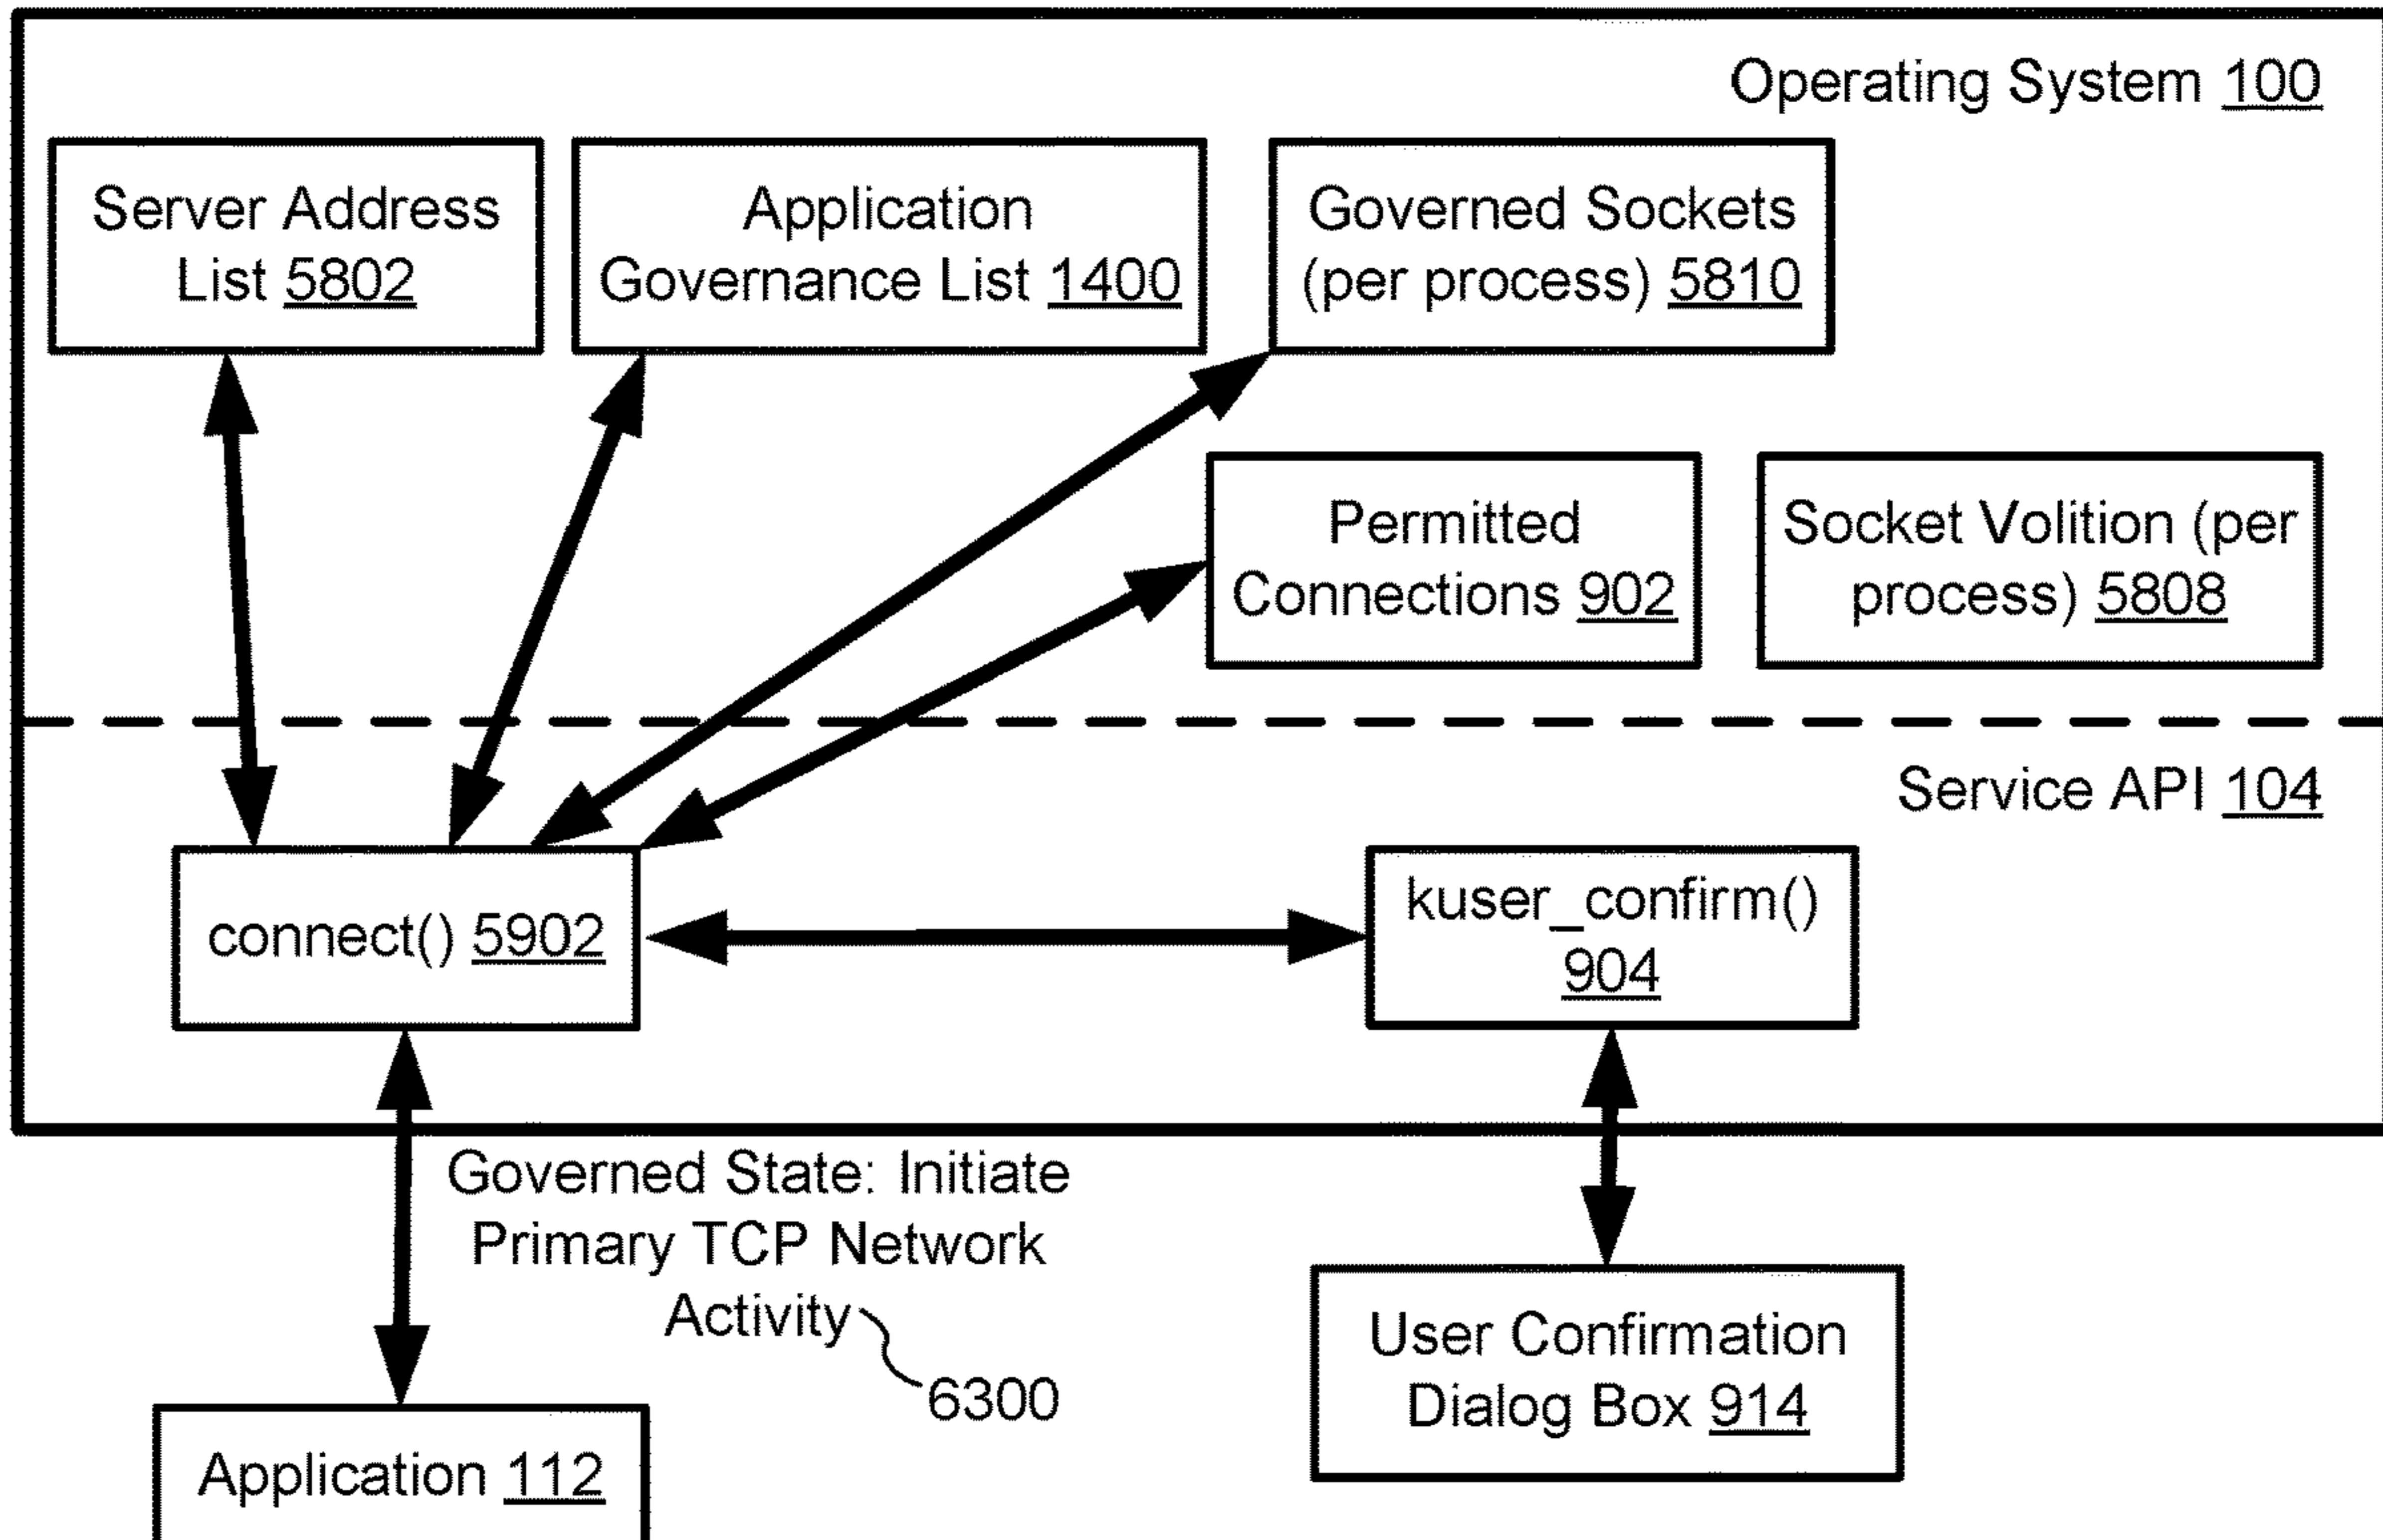 Operating System 100
Server Address
List 5802
Application
Governance List 1400
Governed Sockets
(per process) 5810
Permitted
Connections 902
Socket Volition (per
process) 5808
Service API 104
connect() 5902
kuser_confirm()
904
Governed State: Initiate
Primary TCP Network
Activity
6300
User Confirmation
Dialog Box 914
Application 112